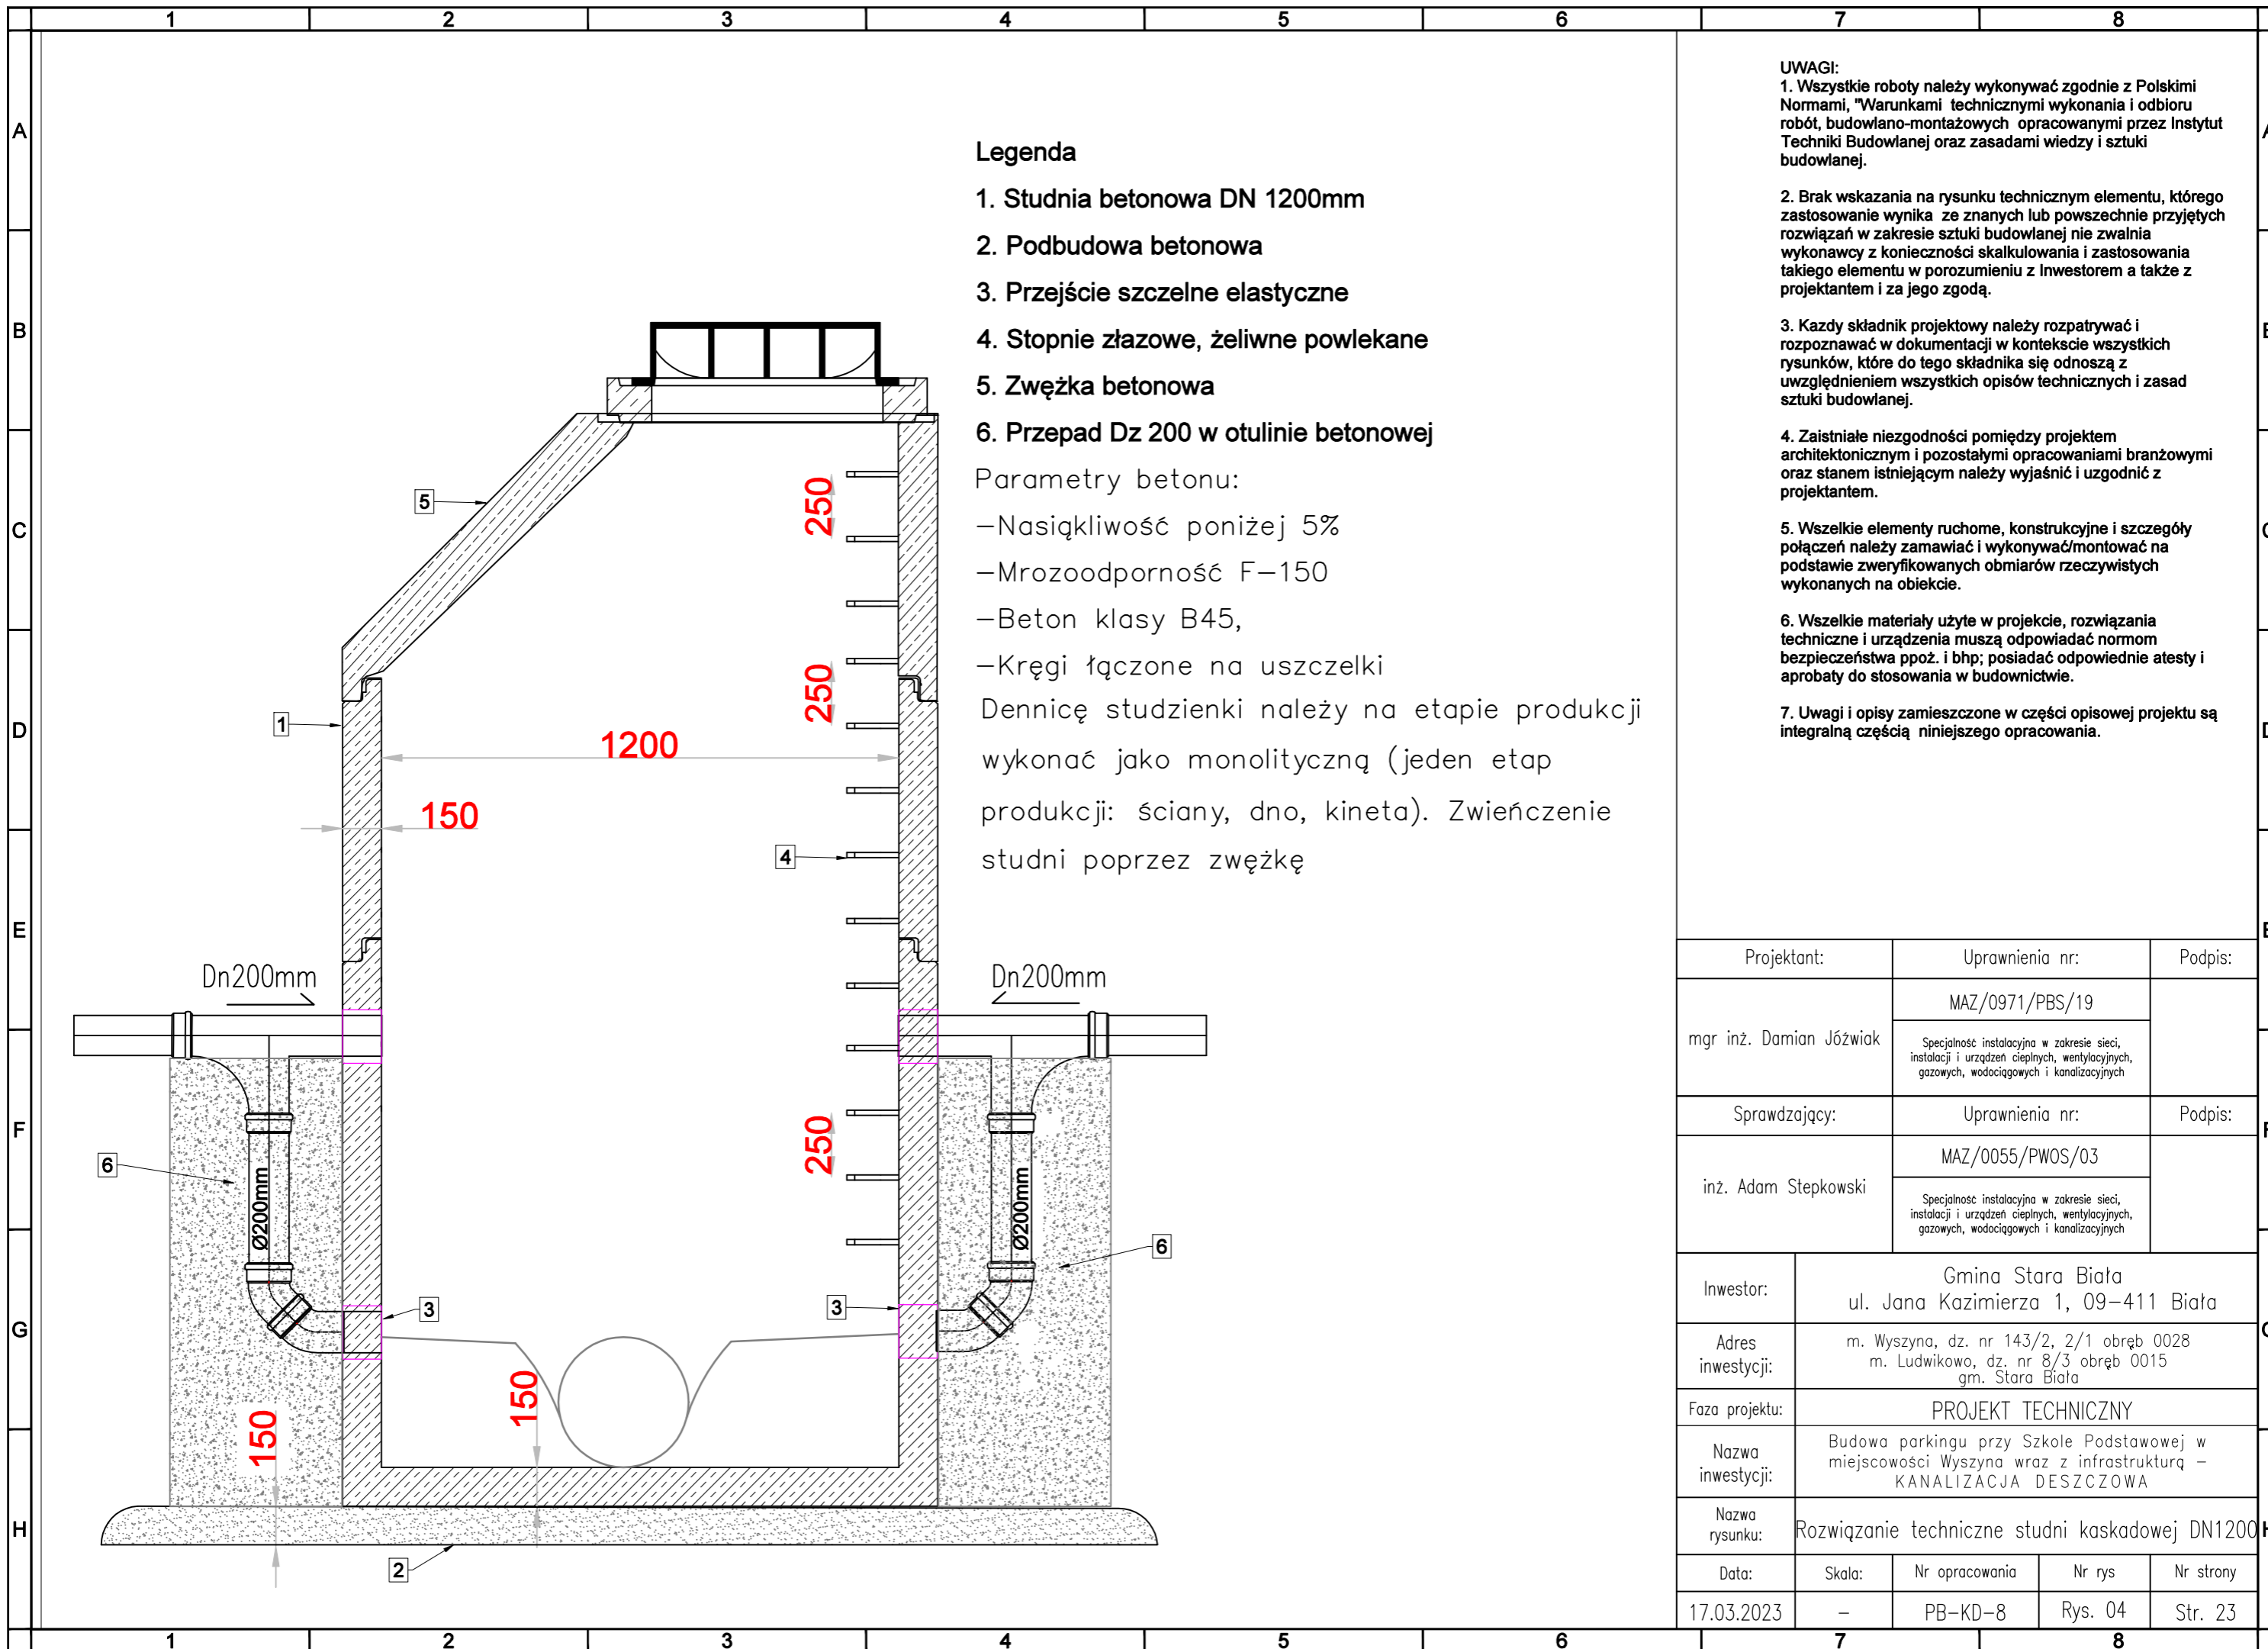 1 2 3 4 5 6 7 8
A
B
C
D
E
F
G
H
Legenda
1. Studnia betonowa DN 1200mm
2. Podbudowa betonowa
3. Przejście szczelne elastyczne
4. Stopnie złazowe, żeliwne powlekane
5. Zwężka betonowa
6. Przepad Dz 200 w otulinie betonowej
Parametry betonu:
-Nasiąkliwość poniżej 5%
-Mrozoodporność F-150
-Beton klasy B45,
-Kręgi łączone na uszczelki
Dennicę studzienki należy na etapie produkcji
wykonać jako monolityczną (jeden etap
produkcji: ściany, dno, kineta). Zwieńczenie
studni poprzez zwężkę
5
250
250
1
1200
150
4
Dn200mm
Dn200mm
250
6
Ø200mm
Ø200mm
6
3
3
150
150
2
UWAGI:
1. Wszystkie roboty należy wykonywać zgodnie z Polskimi
Normami, "Warunkami technicznymi wykonania i odbioru
robót, budowlano-montażowych opracowanymi przez Instytut
Techniki Budowlanej oraz zasadami wiedzy i sztuki
budowlanej.
2. Brak wskazania na rysunku technicznym elementu, którego
zastosowanie wynika ze znanych lub powszechnie przyjętych
rozwiązań w zakresie sztuki budowlanej nie zwalnia
wykonawcy z konieczności skalkulowania i zastosowania
takiego elementu w porozumieniu z Inwestorem a także z
projektantem i za jego zgodą.
3. Kazdy składnik projektowy należy rozpatrywać i
rozpoznawać w dokumentacji w kontekscie wszystkich
rysunków, które do tego składnika się odnoszą z
uwzględnieniem wszystkich opisów technicznych i zasad
sztuki budowlanej.
4. Zaistniałe niezgodności pomiędzy projektem
architektonicznym i pozostałymi opracowaniami branżowymi
oraz stanem istniejącym należy wyjaśnić i uzgodnić z
projektantem.
5. Wszelkie elementy ruchome, konstrukcyjne i szczegóły
połączeń należy zamawiać i wykonywać/montować na
podstawie zweryfikowanych obmiarów rzeczywistych
wykonanych na obiekcie.
6. Wszelkie materiały użyte w projekcie, rozwiązania
techniczne i urządzenia muszą odpowiadać normom
bezpieczeństwa ppoż. i bhp; posiadać odpowiednie atesty i
aprobaty do stosowania w budownictwie.
7. Uwagi i opisy zamieszczone w części opisowej projektu są
integralną częścią niniejszego opracowania.
Projektant: Uprawnienia nr: Podpis:
mgr inż. Damian Jóźwiak
MAZ/0971/PBS/19
Specjalność instalacyjna w zakresie sieci,
instalacji i urządzeń cieplnych, wentylacyjnych,
gazowych, wodociągowych i kanalizacyjnych
Sprawdzający: Uprawnienia nr: Podpis:
inż. Adam Stepkowski
MAZ/0055/PWOS/03
Specjalność instalacyjna w zakresie sieci,
instalacji i urządzeń cieplnych, wentylacyjnych,
gazowych, wodociągowych i kanalizacyjnych
Inwestor:
Gmina Stara Biała
ul. Jana Kazimierza 1, 09-411 Biała
Adres
inwestycji:
m. Wyszyna, dz. nr 143/2, 2/1 obręb 0028
m. Ludwikowo, dz. nr 8/3 obręb 0015
gm. Stara Biała
Faza projektu: PROJEKT TECHNICZNY
Nazwa
inwestycji:
Budowa parkingu przy Szkole Podstawowej w
miejscowości Wyszyna wraz z infrastrukturą -
KANALIZACJA DESZCZOWA
Nazwa
rysunku:
Rozwiązanie techniczne studni kaskadowej DN1200
Data: Skala: Nr opracowania Nr rys Nr strony
17.03.2023 - PB-KD-8 Rys. 04 Str. 23
1 2 3 4 5 6 7 8